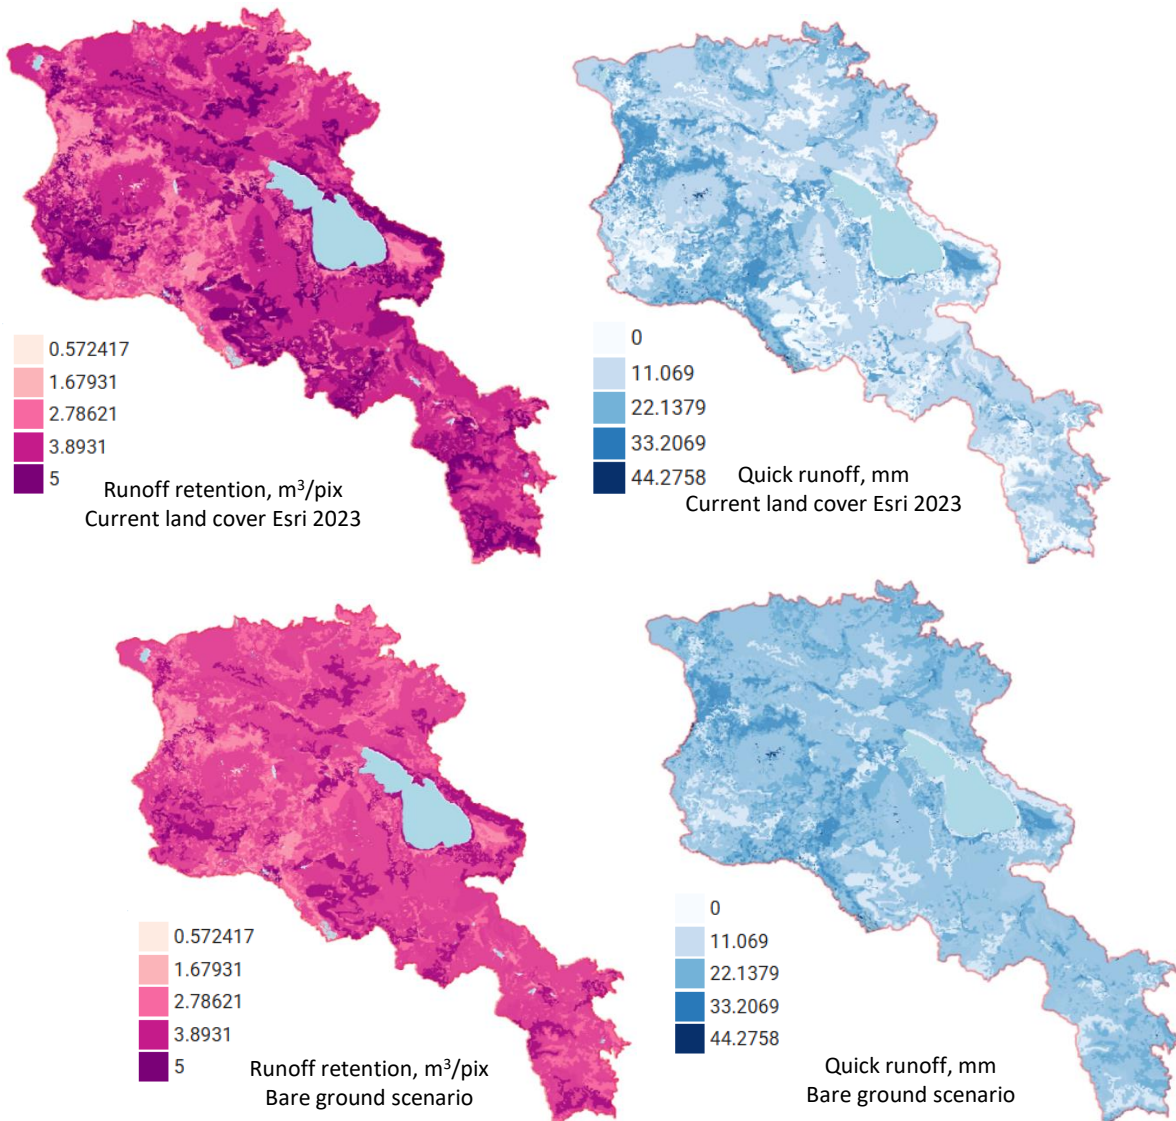 0.572417
1.67931
2.78621
3.8931
5
Runoff retention, m³/pix
Current land cover Esri 2023
0
11.069
22.1379
33.2069
44.2758
Quick runoff, mm
Current land cover Esri 2023
0.572417
1.67931
2.78621
3.8931
5
Runoff retention, m³/pix
Bare ground scenario
0
11.069
22.1379
33.2069
44.2758
Quick runoff, mm
Bare ground scenario